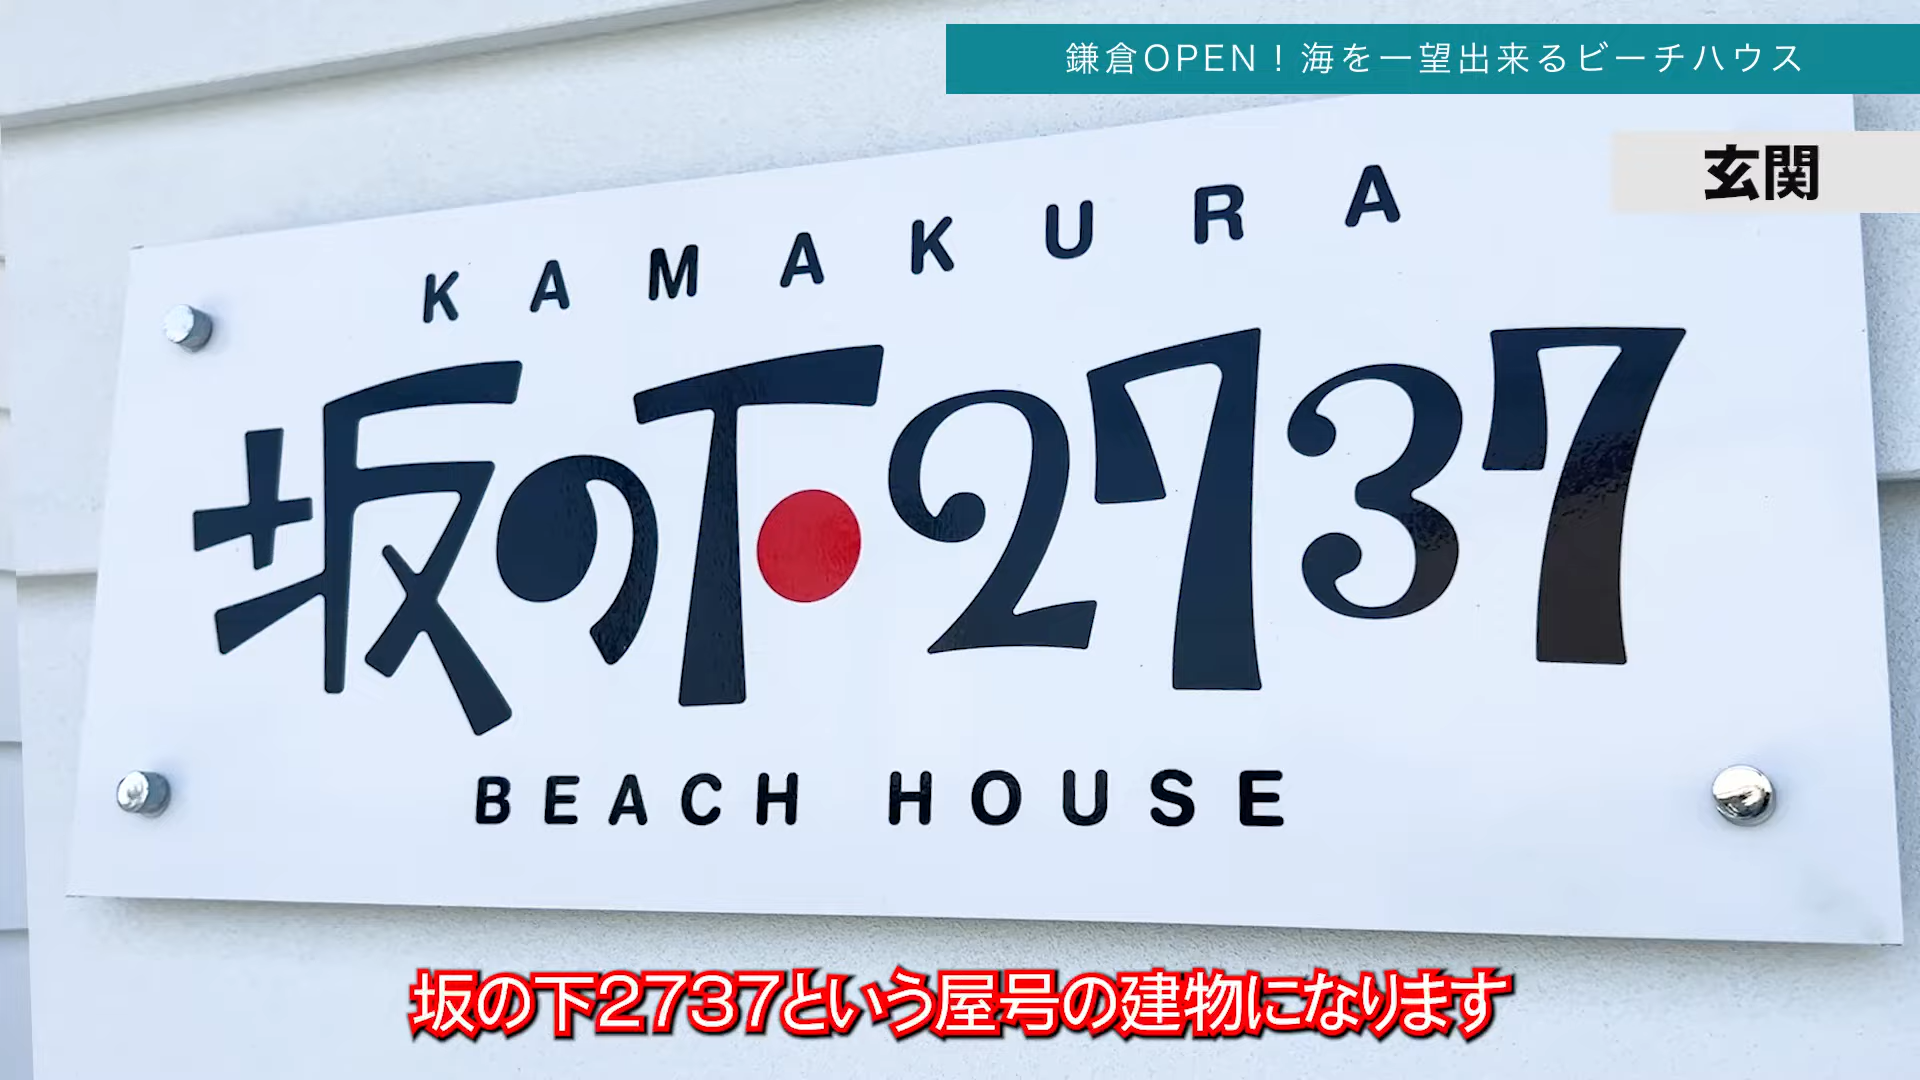 鎌倉OPEN！海を一望出来るビーチハウス
玄関
KAMAKURA
坂の下2737
BEACH HOUSE
坂の下2737という屋号の建物になります